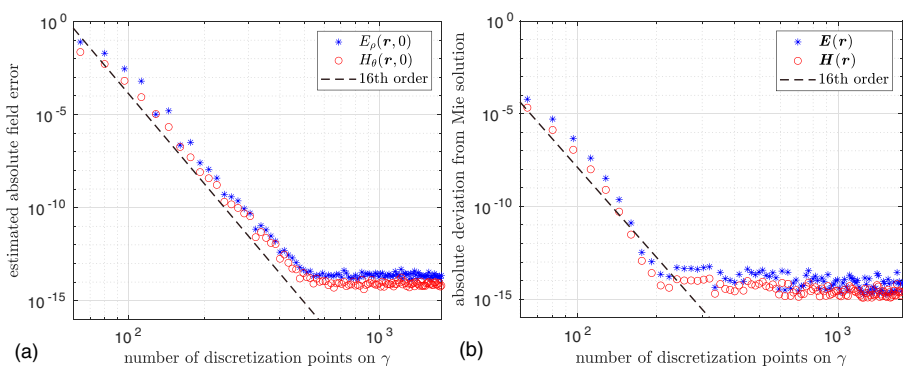 10^0
10^-5
10^-10
10^-15
10^2
10^3
estimated absolute field error
number of discretization points on γ
E_ρ(r, 0)
H_θ(r, 0)
16th order
(a)
10^0
10^-5
10^-10
10^-15
10^2
10^3
absolute deviation from Mie solution
number of discretization points on γ
E(r)
H(r)
16th order
(b)